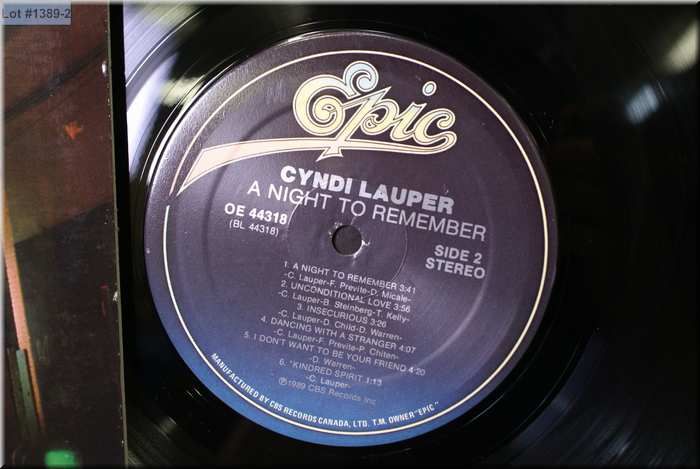 Lot #1389-2
Epic
CYNDI LAUPER
A NIGHT TO REMEMBER
OE 44318
(BL 44318)
SIDE 2
STEREO
1. A NIGHT TO REMEMBER 3:41
-C. Lauper-F. Previte-D. Micale-
2. UNCONDITIONAL LOVE 3:56
-C. Lauper-B. Steinberg-T. Kelly-
3. INSECURIOUS 3:26
-C. Lauper-D. Child-D. Warren-
4. DANCING WITH A STRANGER 4:07
-C. Lauper-F. Previte-P. Chiten-
5. I DON'T WANT TO BE YOUR FRIEND 4:20
-D. Warren-
6. *KINDRED SPIRIT 1:13
-C. Lauper-
℗1989 CBS Records Inc
MANUFACTURED BY CBS RECORDS CANADA, LTD. T.M. OWNER "EPIC"